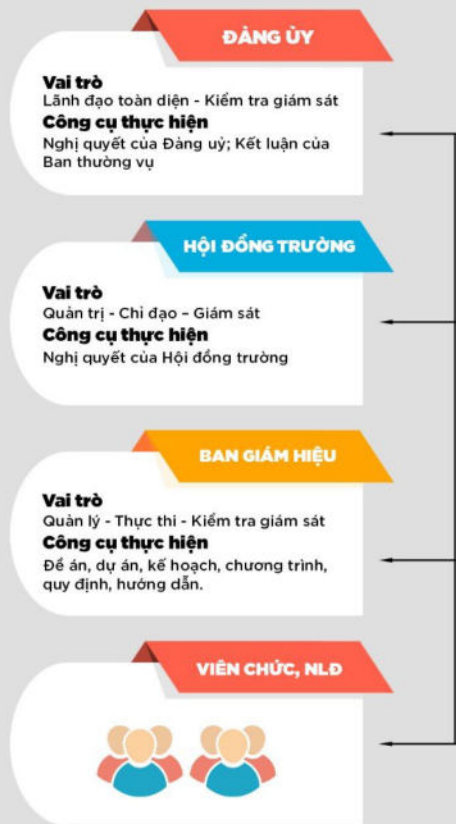 ĐẢNG ỦY
Vai trò
Lãnh đạo toàn diện - Kiểm tra giám sát
Công cụ thực hiện
Nghị quyết của Đảng uỷ; Kết luận của
Ban thường vụ
HỘI ĐỒNG TRƯỜNG
Vai trò
Quản trị - Chỉ đạo – Giám sát
Công cụ thực hiện
Nghị quyết của Hội đồng trường
BAN GIÁM HIỆU
Vai trò
Quản lý - Thực thi - Kiểm tra giám sát
Công cụ thực hiện
Đề án, dự án, kế hoạch, chương trình,
quy định, hướng dẫn.
VIÊN CHỨC, NLĐ